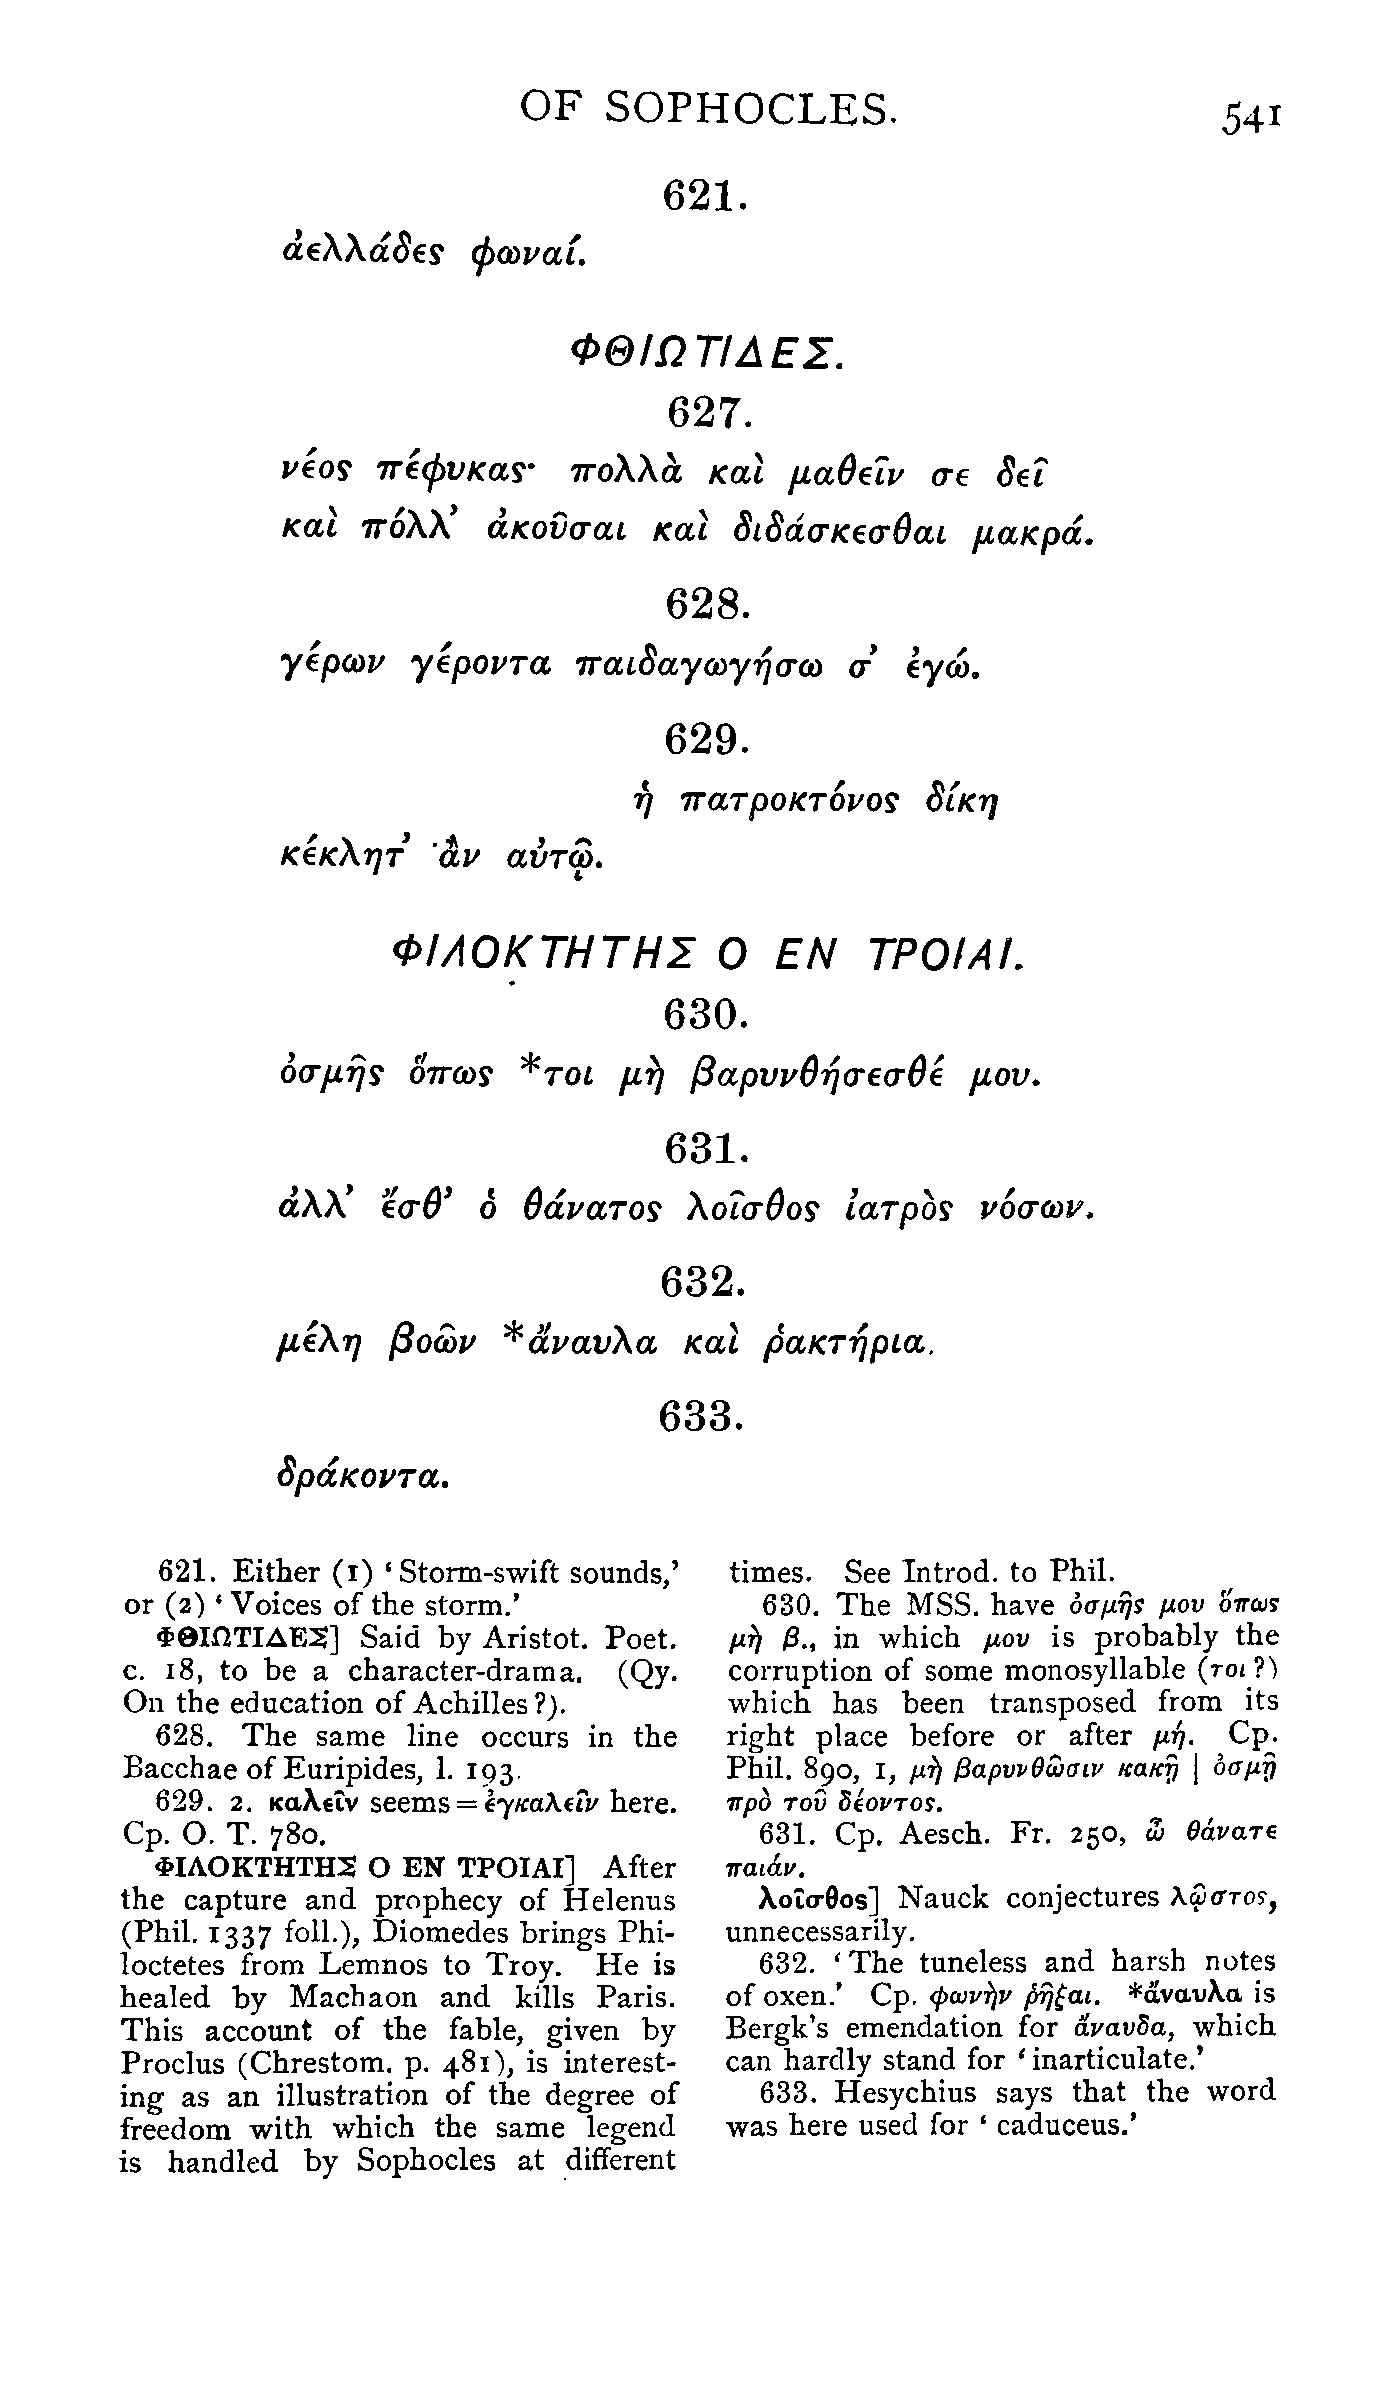 OF SOPHOCLES.
541
621.
ἀελλάδες φωναί.
ΦΘΙΩΤΙΔΕΣ.
627.
νέος πέφυκας· πολλὰ καὶ μαθεῖν σε δεῖ
καὶ πόλλ’ ἀκοῦσαι καὶ διδάσκεσθαι μακρά.
628.
γέρων γέροντα παιδαγωγήσω σ’ ἐγώ.
629.
ἡ πατροκτόνος δίκη
κέκλητ’ ἂν αὐτῷ.
ΦΙΛΟΚΤΗΤΗΣ Ο ΕΝ ΤΡΟΙΑΙ.
630.
ὀσμῆς ὅπως *τοι μὴ βαρυνθήσεσθέ μου.
631.
ἀλλ’ ἔσθ’ ὁ θάνατος λοῖσθος ἰατρὸς νόσων.
632.
μέλη βοῶν *ἄναυλα καὶ ῥακτήρια.
633.
δράκοντα.
621. Either (1) ‘Storm-swift sounds,’
or (2) ‘Voices of the storm.’
ΦΘΙΩΤΙΔΕΣ] Said by Aristot. Poet.
c. 18, to be a character-drama. (Qy.
On the education of Achilles?).
628. The same line occurs in the
Bacchae of Euripides, l. 193.
629. 2. καλεῖν seems = ἐγκαλεῖν here.
Cp. O. T. 780.
ΦΙΛΟΚΤΗΤΗΣ Ο ΕΝ ΤΡΟΙΑΙ] After
the capture and prophecy of Helenus
(Phil. 1337 foll.), Diomedes brings Phi-
loctetes from Lemnos to Troy. He is
healed by Machaon and kills Paris.
This account of the fable, given by
Proclus (Chrestom. p. 481), is interest-
ing as an illustration of the degree of
freedom with which the same legend
is handled by Sophocles at different
times. See Introd. to Phil.
630. The MSS. have ὀσμῆς μου ὅπως
μὴ β., in which μου is probably the
corruption of some monosyllable (τοι?)
which has been transposed from its
right place before or after μή. Cp.
Phil. 890, 1, μὴ βαρυνθῶσιν κακῇ | ὀσμῇ
πρὸ τοῦ δέοντος.
631. Cp. Aesch. Fr. 250, ὦ θάνατε
παιάν.
λοῖσθος] Nauck conjectures λῷστος,
unnecessarily.
632. ‘The tuneless and harsh notes
of oxen.’ Cp. φωνὴν ῥῆξαι. *ἄναυλα is
Bergk's emendation for ἄναυδα, which
can hardly stand for ‘inarticulate.’
633. Hesychius says that the word
was here used for ‘caduceus.’